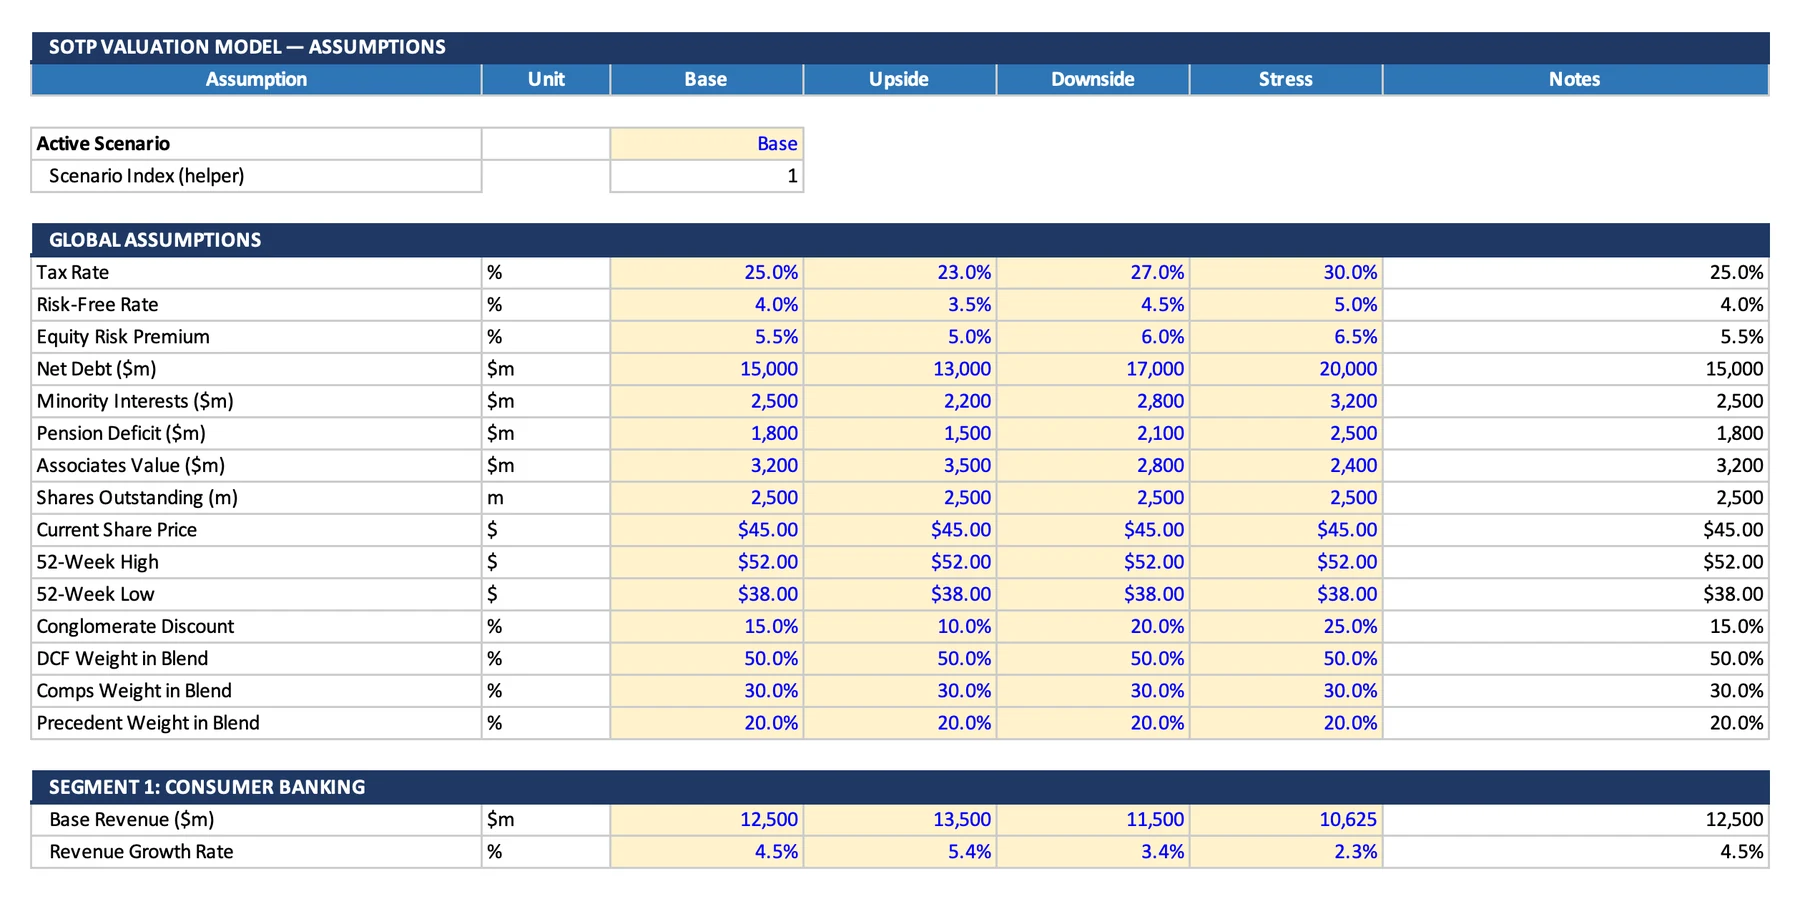 SOTP VALUATION MODEL — ASSUMPTIONS
Assumption Unit Base Upside Downside Stress Notes
Active Scenario Base
Scenario Index (helper) 1
GLOBAL ASSUMPTIONS
Tax Rate % 25.0% 23.0% 27.0% 30.0% 25.0%
Risk-Free Rate % 4.0% 3.5% 4.5% 5.0% 4.0%
Equity Risk Premium % 5.5% 5.0% 6.0% 6.5% 5.5%
Net Debt ($m) $m 15,000 13,000 17,000 20,000 15,000
Minority Interests ($m) $m 2,500 2,200 2,800 3,200 2,500
Pension Deficit ($m) $m 1,800 1,500 2,100 2,500 1,800
Associates Value ($m) $m 3,200 3,500 2,800 2,400 3,200
Shares Outstanding (m) m 2,500 2,500 2,500 2,500 2,500
Current Share Price $ $45.00 $45.00 $45.00 $45.00 $45.00
52-Week High $ $52.00 $52.00 $52.00 $52.00 $52.00
52-Week Low $ $38.00 $38.00 $38.00 $38.00 $38.00
Conglomerate Discount % 15.0% 10.0% 20.0% 25.0% 15.0%
DCF Weight in Blend % 50.0% 50.0% 50.0% 50.0% 50.0%
Comps Weight in Blend % 30.0% 30.0% 30.0% 30.0% 30.0%
Precedent Weight in Blend % 20.0% 20.0% 20.0% 20.0% 20.0%
SEGMENT 1: CONSUMER BANKING
Base Revenue ($m) $m 12,500 13,500 11,500 10,625 12,500
Revenue Growth Rate % 4.5% 5.4% 3.4% 2.3% 4.5%